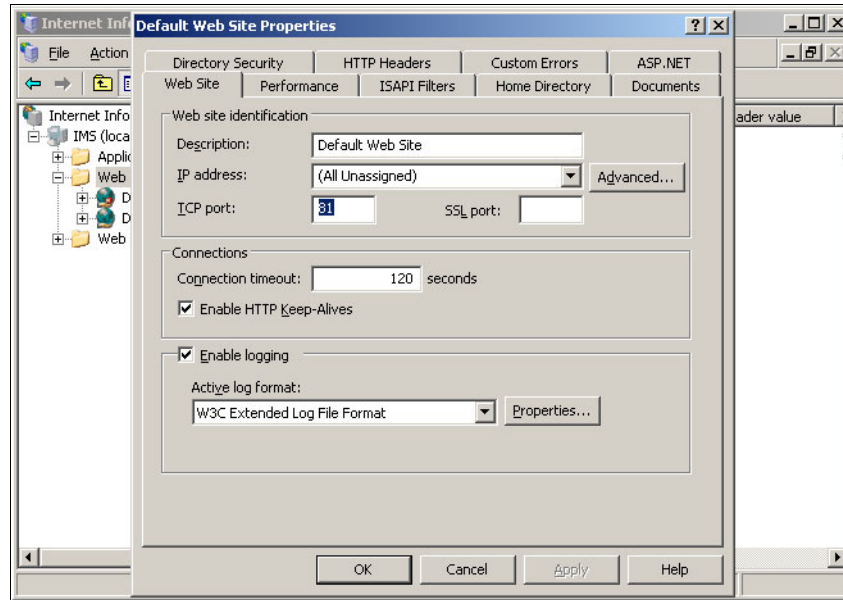 Internet Inf
Default Web Site Properties
File Action
Directory Security HTTP Headers Custom Errors ASP.NET
Web Site Performance ISAPI Filters Home Directory Documents
Internet Info
IMS (loca
Applic
Web
D
D
Web
ader value
Web site identification
Description: Default Web Site
IP address: (All Unassigned) Advanced...
TCP port: 81 SSL port:
Connections
Connection timeout: 120 seconds
Enable HTTP Keep-Alives
Enable logging
Active log format:
W3C Extended Log File Format Properties...
OK Cancel Apply Help